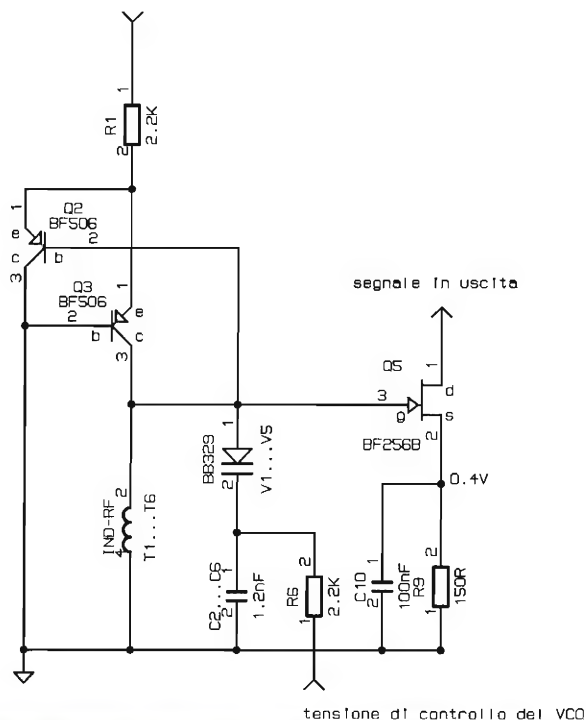 1
R1
2.2K
2
1
Q2
BF506
e
2
c
b
3
Q3
BF506
1
2
e
b
c
3
segnale in uscita
Q5
1
3
d
g
s
2
BF256B
1
BB329
V1...V5
2
0.4V
2
IND-RF
T1...T6
4
1
C2...C6
1.2nF
2
2
R6
2.2K
1
1
C10
100nF
2
2
R9
150R
1
tensione di controllo del VCO